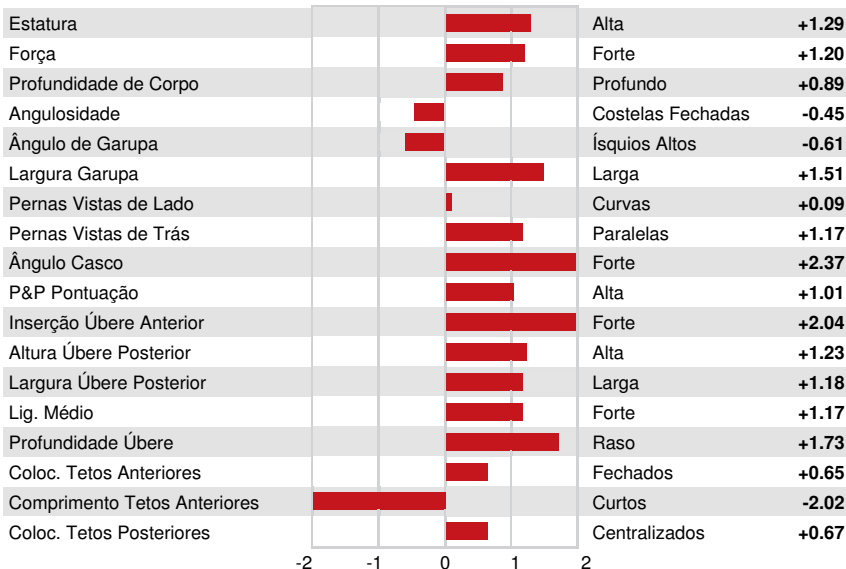 Estatura Alta +1.29
Força Forte +1.20
Profundidade de Corpo Profundo +0.89
Angulosidade Costelas Fechadas -0.45
Ângulo de Garupa Ísquios Altos -0.61
Largura Garupa Larga +1.51
Pernas Vistas de Lado Curvas +0.09
Pernas Vistas de Trás Paralelas +1.17
Ângulo Casco Forte +2.37
P&P Pontuação Alta +1.01
Inserção Úbere Anterior Forte +2.04
Altura Úbere Posterior Alta +1.23
Largura Úbere Posterior Larga +1.18
Lig. Médio Forte +1.17
Profundidade Úbere Raso +1.73
Coloc. Tetos Anteriores Fechados +0.65
Comprimento Tetos Anteriores Curtos -2.02
Coloc. Tetos Posteriores Centralizados +0.67
-2 -1 0 1 2